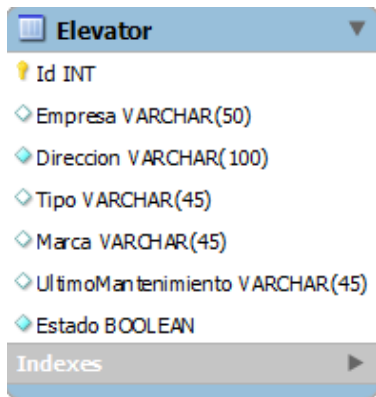 Elevator
Id INT
Empresa VARCHAR(50)
Direccion VARCHAR(100)
Tipo VARCHAR(45)
Marca VARCHAR(45)
UltimoMantenimiento VARCHAR(45)
Estado BOOLEAN
Indexes